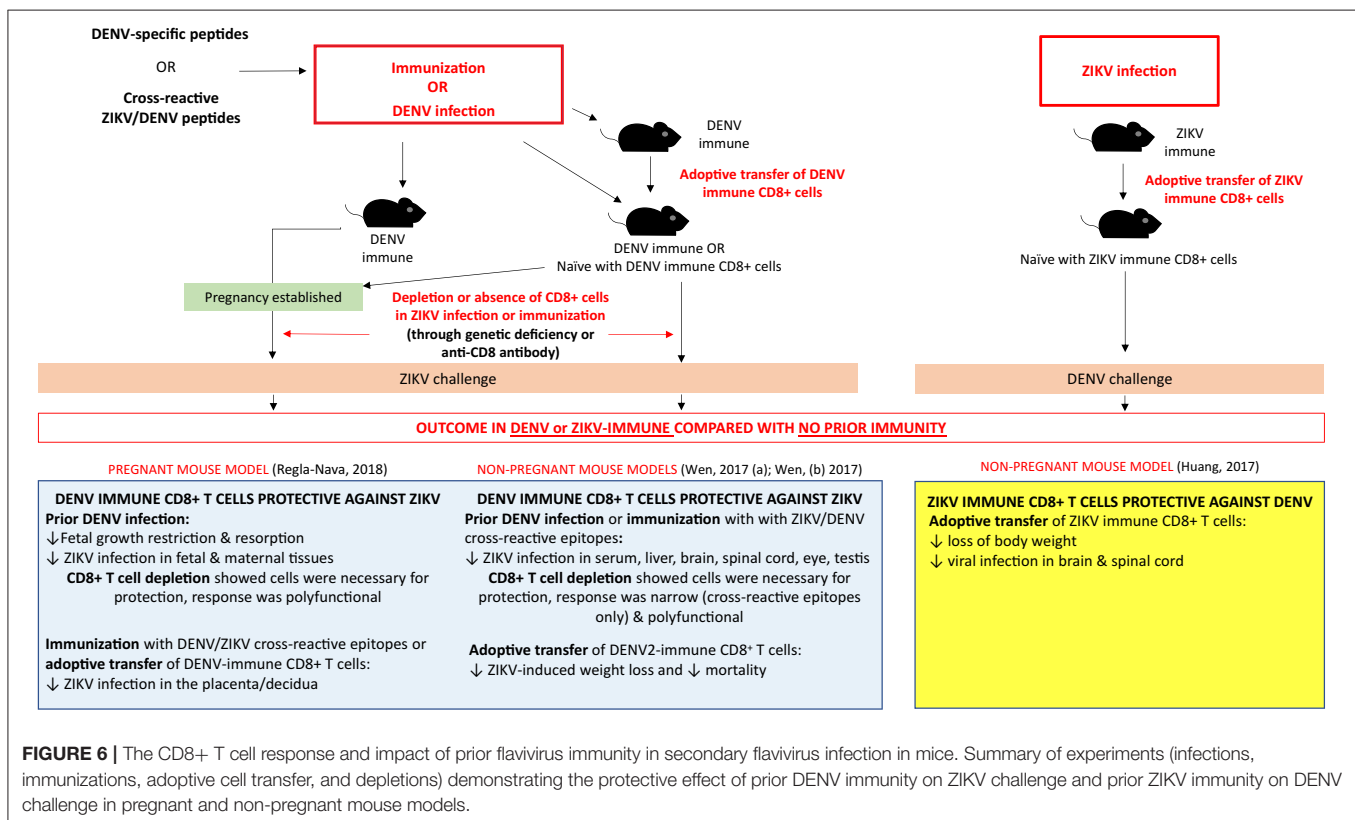 DENV-specific peptides
OR
Cross-reactive
ZIKV/DENV peptides
Immunization
OR
DENV infection
DENV
immune
Adoptive transfer of DENV
immune CD8+ cells
DENV
immune
DENV immune OR
Naïve with DENV immune CD8+ cells
Pregnancy established
Depletion or absence of CD8+ cells
in ZIKV infection or immunization
(through genetic deficiency or
anti-CD8 antibody)
ZIKV challenge
ZIKV infection
ZIKV
immune
Adoptive transfer of ZIKV
immune CD8+ cells
Naïve with ZIKV immune CD8+ cells
DENV challenge
OUTCOME IN DENV or ZIKV-IMMUNE COMPARED WITH NO PRIOR IMMUNITY
PREGNANT MOUSE MODEL (Regla-Nava, 2018)
DENV IMMUNE CD8+ T CELLS PROTECTIVE AGAINST ZIKV
Prior DENV infection:
↓Fetal growth restriction & resorption
↓ ZIKV infection in fetal & maternal tissues
CD8+ T cell depletion showed cells were necessary for
protection, response was polyfunctional
Immunization with DENV/ZIKV cross-reactive epitopes or
adoptive transfer of DENV-immune CD8+ T cells:
↓ ZIKV infection in the placenta/decidua
NON-PREGNANT MOUSE MODELS (Wen, 2017 (a); Wen, (b) 2017)
DENV IMMUNE CD8+ T CELLS PROTECTIVE AGAINST ZIKV
Prior DENV infection or immunization with with ZIKV/DENV
cross-reactive epitopes:
↓ ZIKV infection in serum, liver, brain, spinal cord, eye, testis
CD8+ T cell depletion showed cells were necessary for
protection, response was narrow (cross-reactive epitopes
only) & polyfunctional
Adoptive transfer of DENV2-immune CD8⁺ T cells:
↓ ZIKV-induced weight loss and ↓ mortality
NON-PREGNANT MOUSE MODEL (Huang, 2017)
ZIKV IMMUNE CD8+ T CELLS PROTECTIVE AGAINST DENV
Adoptive transfer of ZIKV immune CD8+ T cells:
↓ loss of body weight
↓ viral infection in brain & spinal cord
FIGURE 6 | The CD8+ T cell response and impact of prior flavivirus immunity in secondary flavivirus infection in mice. Summary of experiments (infections,
immunizations, adoptive cell transfer, and depletions) demonstrating the protective effect of prior DENV immunity on ZIKV challenge and prior ZIKV immunity on DENV
challenge in pregnant and non-pregnant mouse models.